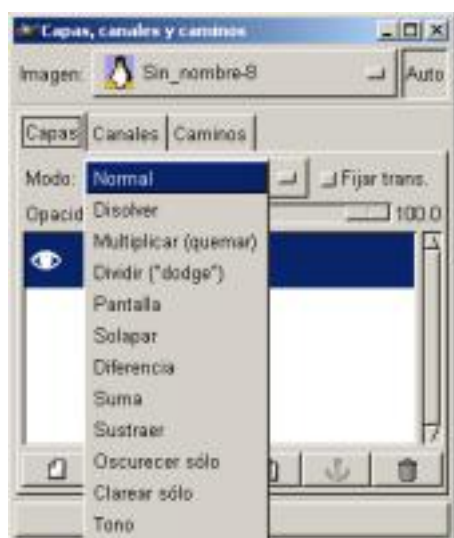 Capas, canales y caminos
Imagen: Sin_nombre-8 Auto
Capas Canales Caminos
Modo: Normal Fijar trans.
Opacid Disolver 100.0
Multiplicar (quemar)
Dividir ("dodge")
Pantalla
Solapar
Diferencia
Suma
Sustraer
Oscurecer sólo
Clarear sólo
Tono